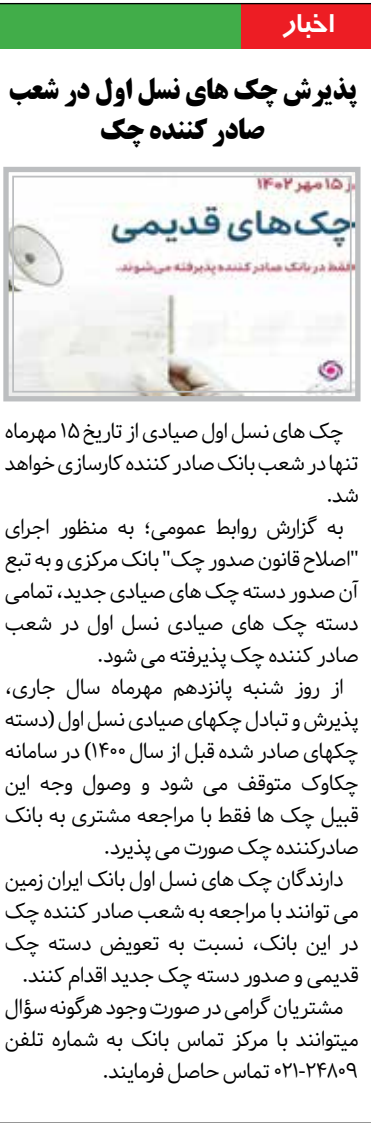 اخبار
پذیرش چک های نسل اول در شعب
صادر کننده چک
از ۱۵ مهر ۱۴۰۲
چک‌های قدیمی
فقط در بانک صادر کننده پذیرفته می‌شوند.
چک های نسل اول صیادی از تاریخ ۱۵ مهرماه
تنها در شعب بانک صادر کننده کارسازی خواهد
شد.
به گزارش روابط عمومی؛ به منظور اجرای
"اصلاح قانون صدور چک" بانک مرکزی و به تبع
آن صدور دسته چک های صیادی جدید، تمامی
دسته چک های صیادی نسل اول در شعب
صادر کننده چک پذیرفته می شود.
از روز شنبه پانزدهم مهرماه سال جاری،
پذیرش و تبادل چکهای صیادی نسل اول (دسته
چکهای صادر شده قبل از سال ۱۴۰۰) در سامانه
چکاوک متوقف می شود و وصول وجه این
قبیل چک ها فقط با مراجعه مشتری به بانک
صادرکننده چک صورت می پذیرد.
دارندگان چک های نسل اول بانک ایران زمین
می توانند با مراجعه به شعب صادر کننده چک
در این بانک، نسبت به تعویض دسته چک
قدیمی و صدور دسته چک جدید اقدام کنند.
مشتریان گرامی در صورت وجود هرگونه سؤال
میتوانند با مرکز تماس بانک به شماره تلفن
۰۲۱-۲۴۸۰۹ تماس حاصل فرمایند.